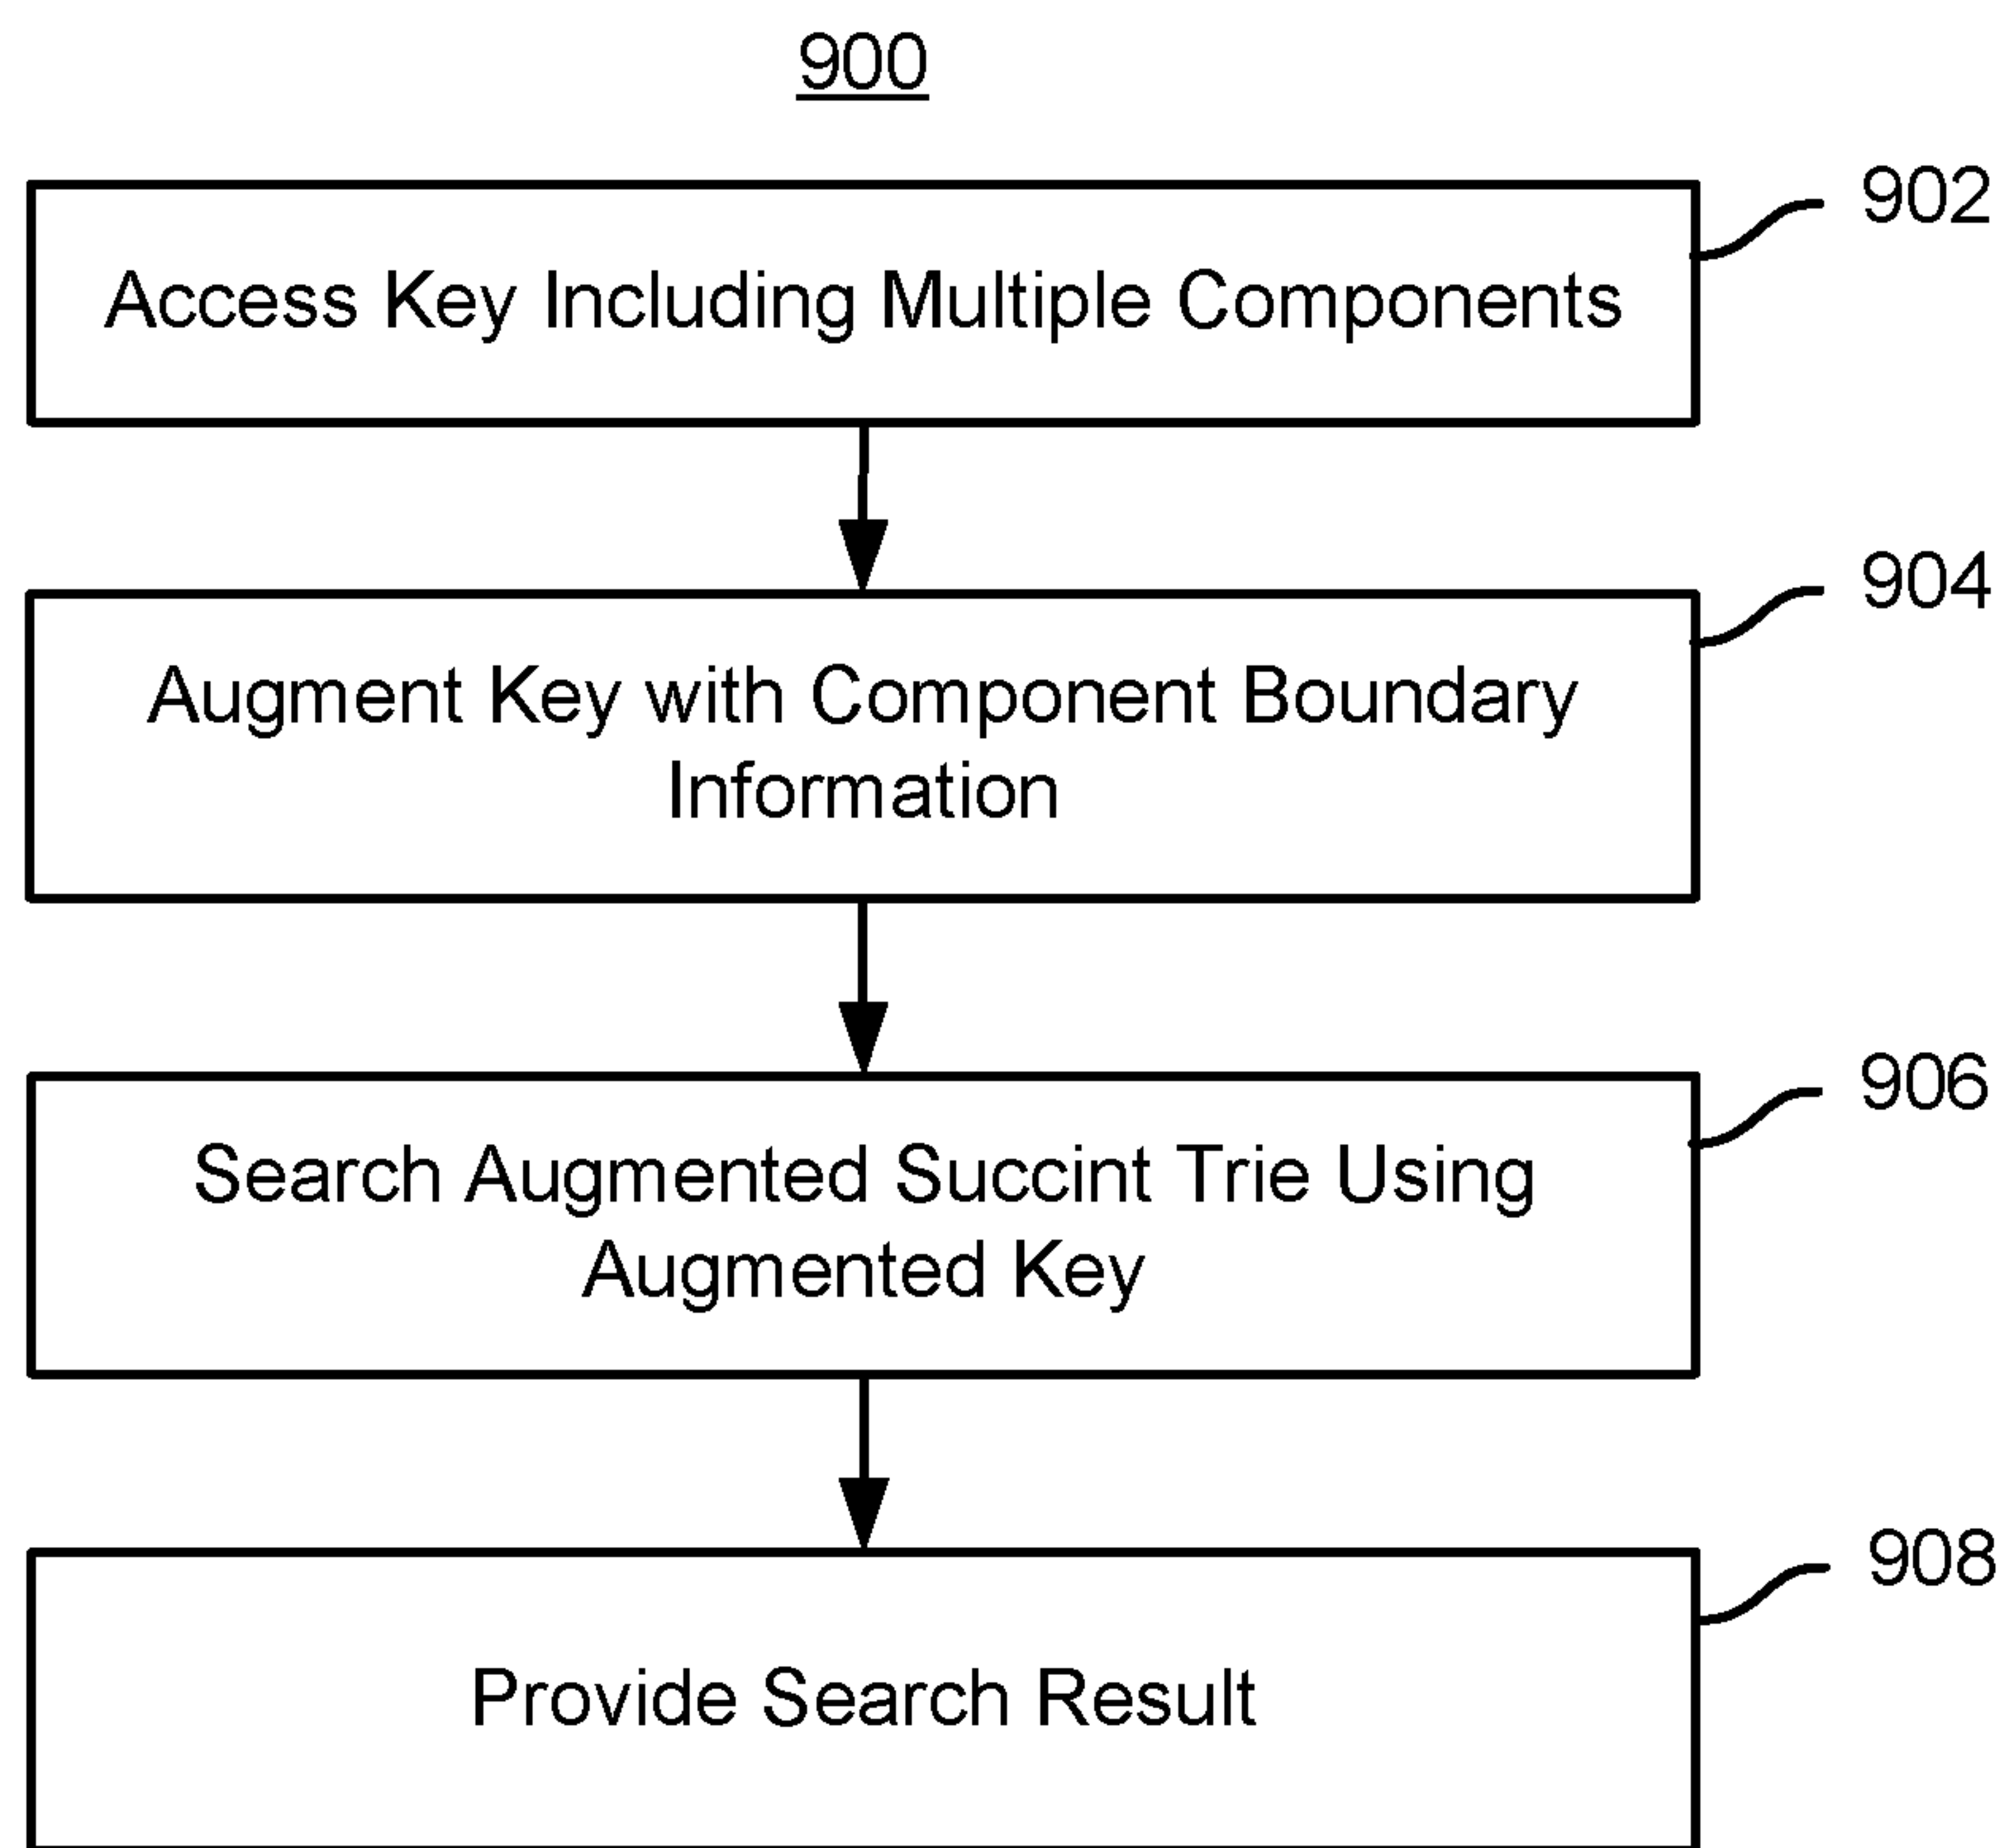 900
902
Access Key Including Multiple Components
904
Augment Key with Component Boundary
Information
906
Search Augmented Succint Trie Using
Augmented Key
908
Provide Search Result